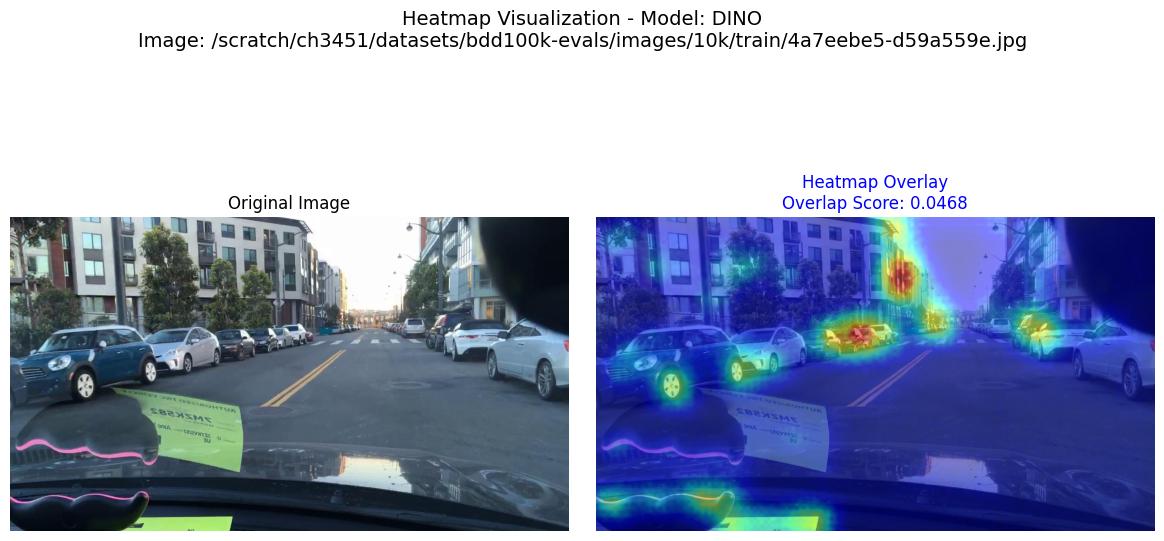 Heatmap Visualization - Model: DINO
Image: /scratch/ch3451/datasets/bdd100k-evals/images/10k/train/4a7eebe5-d59a559e.jpg
Original Image
Heatmap Overlay
Overlap Score: 0.0468
7MZK582